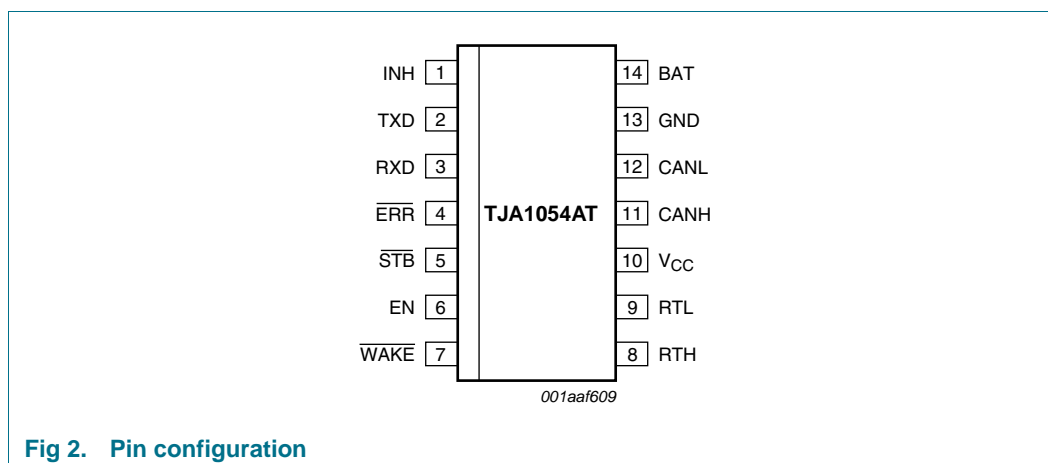 INH 1 14 BAT
TXD 2 13 GND
RXD 3 12 CANL
ERR 4 TJA1054AT 11 CANH
STB 5 10 VCC
EN 6 9 RTL
WAKE 7 8 RTH
001aaf609
Fig 2. Pin configuration